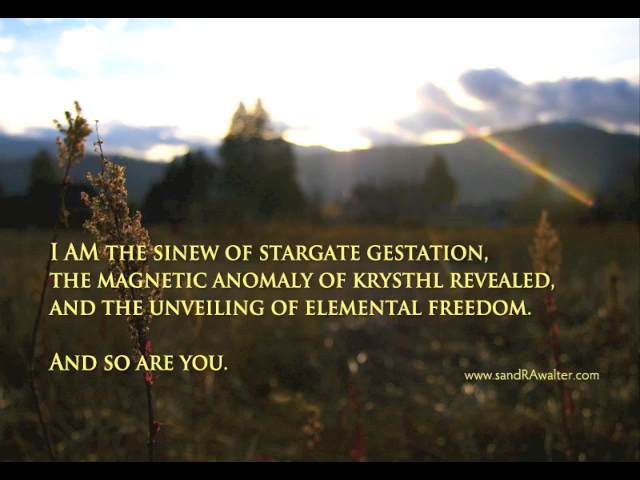 I AM THE SINEW OF STARGATE GESTATION,
THE MAGNETIC ANOMALY OF KRYSTHL REVEALED,
AND THE UNVEILING OF ELEMENTAL FREEDOM.
AND SO ARE YOU.
www.sandRAwalter.com